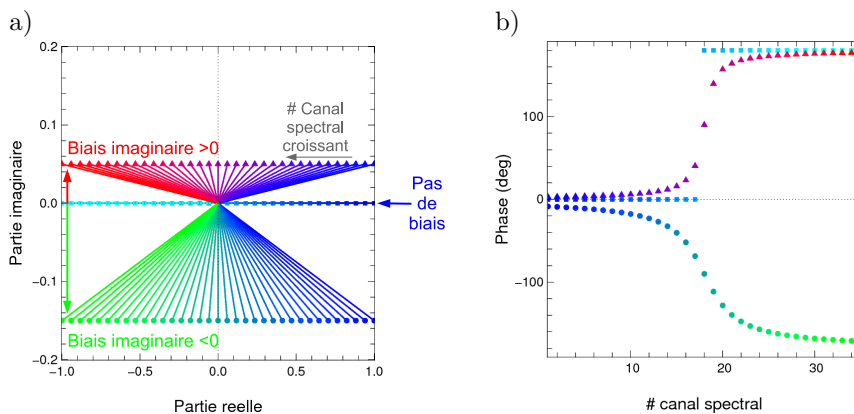 a)
b)
0.2
0.1
0.0
−0.1
−0.2
−1.0
−0.5
0.0
0.5
1.0
Partie imaginaire
Partie reelle
Biais imaginaire >0
# Canal
spectral
croissant
Pas
de
biais
Biais imaginaire <0
100
0
−100
Phase (deg)
10
20
30
# canal spectral